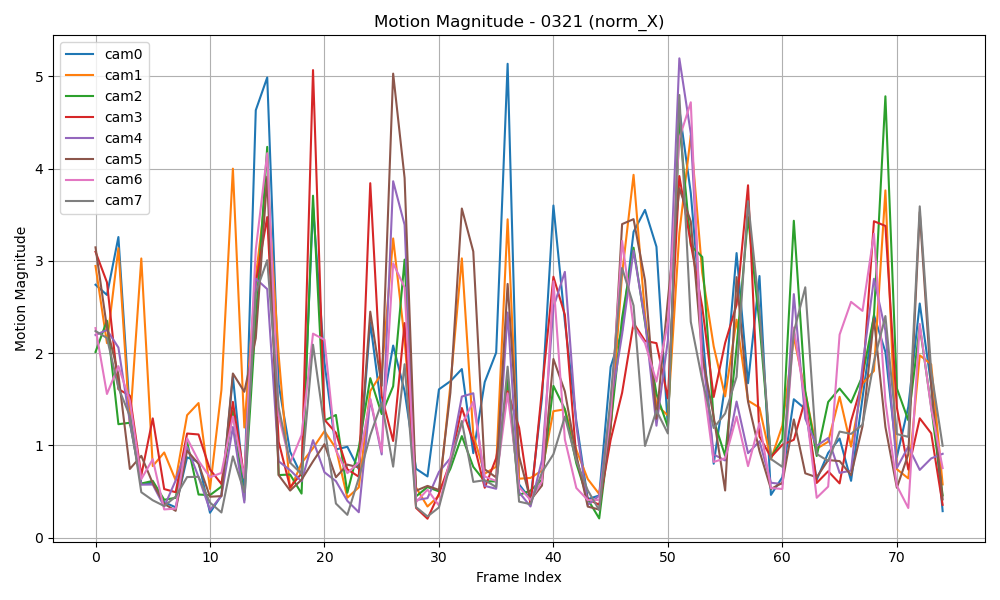 Motion Magnitude - 0321 (norm_X)
cam0
cam1
cam2
cam3
cam4
cam5
cam6
cam7
Motion Magnitude
5
4
3
2
1
0
0 10 20 30 40 50 60 70
Frame Index